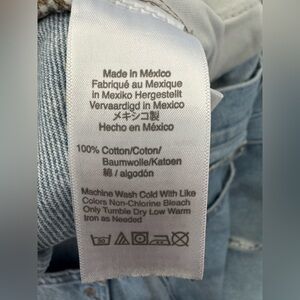 Made in México
Fabriqué au Mexique
in Mexiko Hergestellt
Vervaardigd in Mexico
メキシコ製
Hecho en México
100% Cotton/Coton/
Baumwolle/Katoen
綿 / algodón
Machine Wash Cold With Like
Colors Non-Chlorine Bleach
Only Tumble Dry Low Warm
Iron as Needed